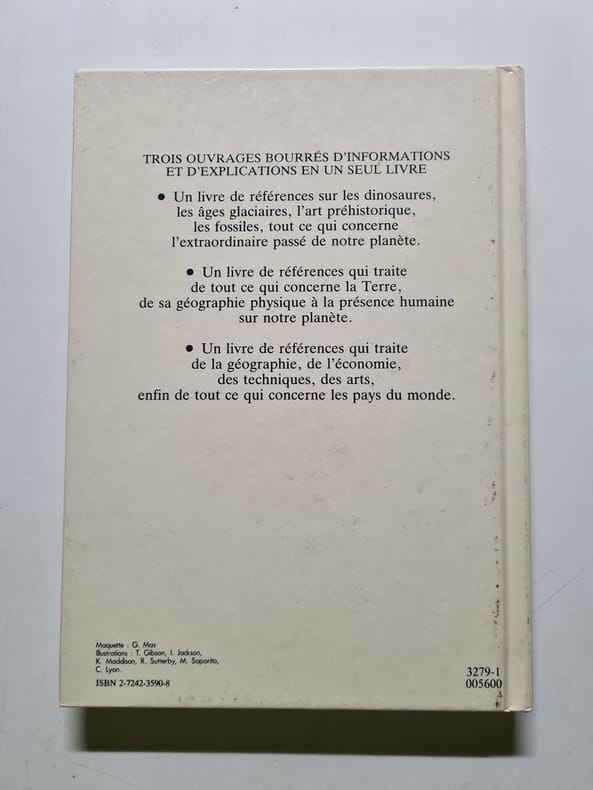 TROIS OUVRAGES BOURRÉS D'INFORMATIONS
ET D'EXPLICATIONS EN UN SEUL LIVRE
● Un livre de références sur les dinosaures,
les âges glaciaires, l'art préhistorique,
les fossiles, tout ce qui concerne
l'extraordinaire passé de notre planète.
● Un livre de références qui traite
de tout ce qui concerne la Terre,
de sa géographie physique à la présence humaine
sur notre planète.
● Un livre de références qui traite
de la géographie, de l'économie,
des techniques, des arts,
enfin de tout ce qui concerne les pays du monde.
Maquette : G. Mas
Illustrations : T. Gibson, I. Jackson,
K. Maddison, R. Sutterby, M. Saporito,
C. Lyon.
ISBN 2-7242-3590-8
3279-1
005600